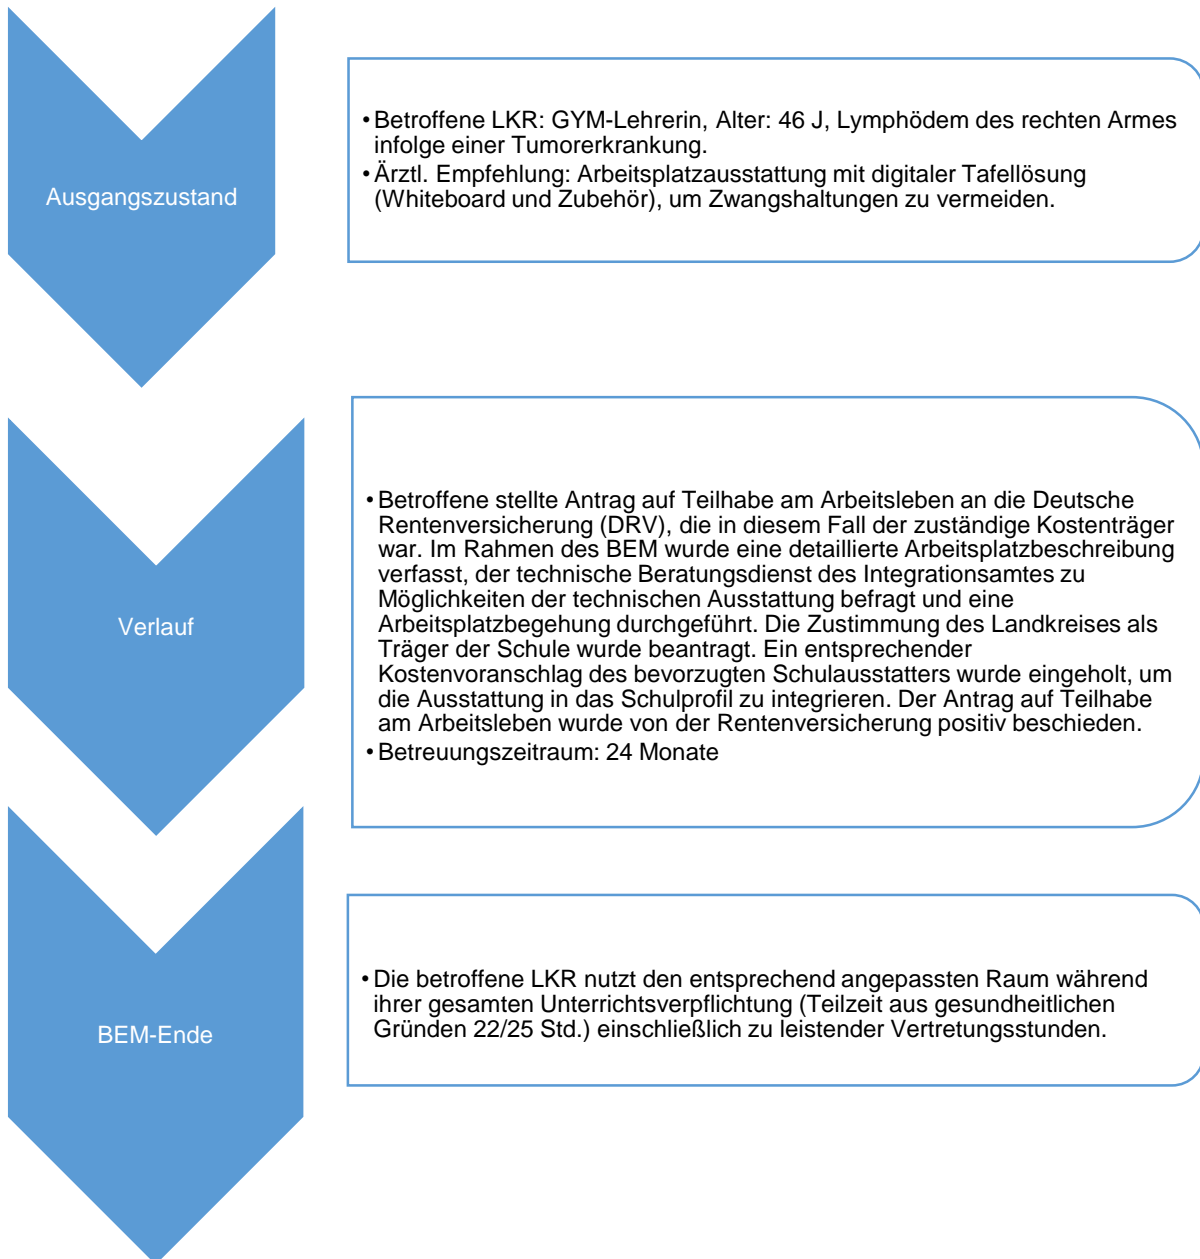 Ausgangszustand
• Betroffene LKR: GYM-Lehrerin, Alter: 46 J, Lymphödem des rechten Armes
infolge einer Tumorerkrankung.
• Ärztl. Empfehlung: Arbeitsplatzausstattung mit digitaler Tafellösung
(Whiteboard und Zubehör), um Zwangshaltungen zu vermeiden.
Verlauf
• Betroffene stellte Antrag auf Teilhabe am Arbeitsleben an die Deutsche
Rentenversicherung (DRV), die in diesem Fall der zuständige Kostenträger
war. Im Rahmen des BEM wurde eine detaillierte Arbeitsplatzbeschreibung
verfasst, der technische Beratungsdienst des Integrationsamtes zu
Möglichkeiten der technischen Ausstattung befragt und eine
Arbeitsplatzbegehung durchgeführt. Die Zustimmung des Landkreises als
Träger der Schule wurde beantragt. Ein entsprechender
Kostenvoranschlag des bevorzugten Schulausstatters wurde eingeholt, um
die Ausstattung in das Schulprofil zu integrieren. Der Antrag auf Teilhabe
am Arbeitsleben wurde von der Rentenversicherung positiv beschieden.
• Betreuungszeitraum: 24 Monate
BEM-Ende
• Die betroffene LKR nutzt den entsprechend angepassten Raum während
ihrer gesamten Unterrichtsverpflichtung (Teilzeit aus gesundheitlichen
Gründen 22/25 Std.) einschließlich zu leistender Vertretungsstunden.